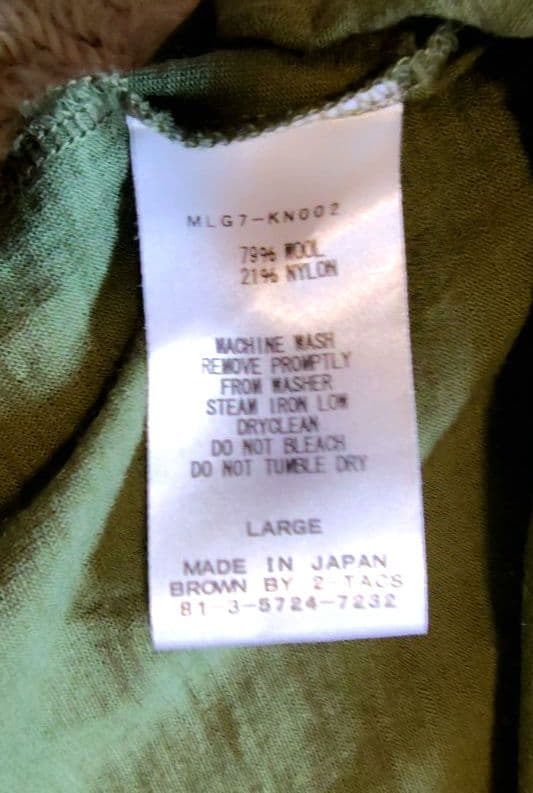 MLG7-KN002
79% WOOL
21% NYLON
MACHINE WASH
REMOVE PROMPTLY
FROM WASHER
STEAM IRON LOW
DRYCLEAN
DO NOT BLEACH
DO NOT TUMBLE DRY
LARGE
MADE IN JAPAN
BROWN BY 2-TACS
81-3-5724-7232